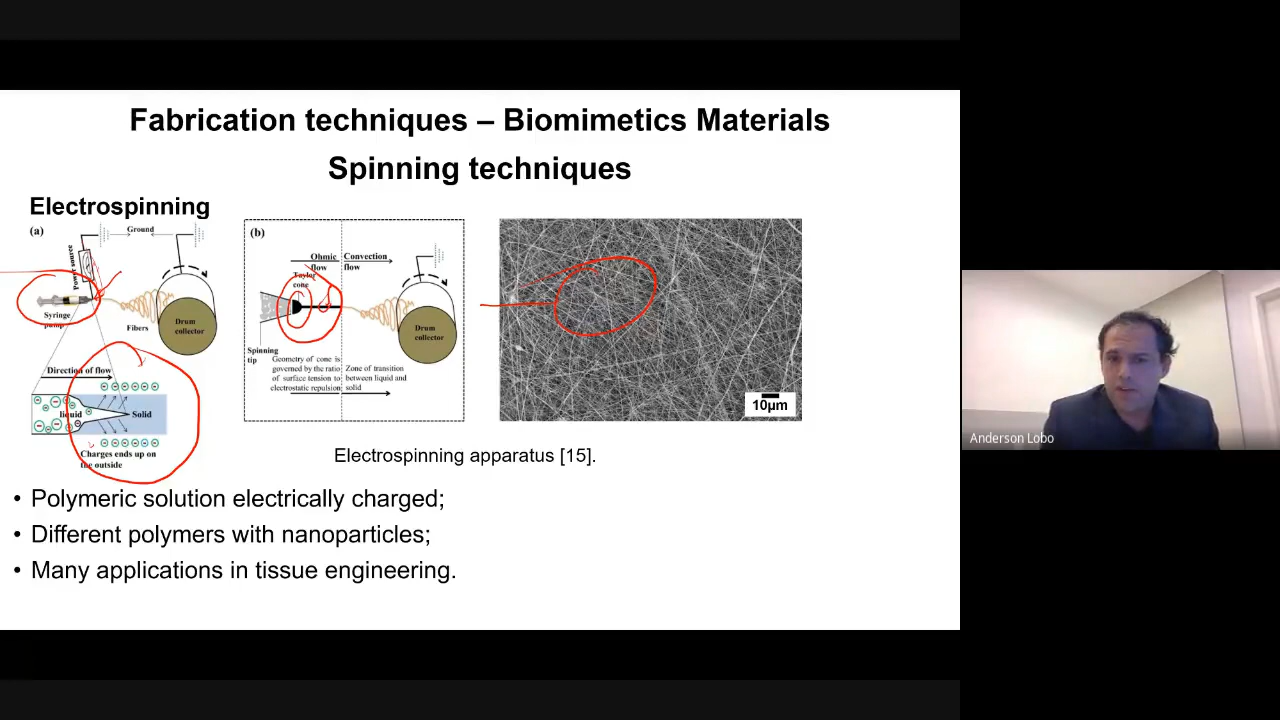 Fabrication techniques – Biomimetics Materials
Spinning techniques
Electrospinning
(a)
Ground
Power source
Syringe
pump
Fibers
Drum
collector
Direction of flow
liquid
Solid
Charges ends up on
the outside
(b)
Ohmic
flow
Convection
flow
Taylor
cone
Drum
collector
Spinning
tip
Geometry of cone is
governed by the ratio
of surface tension to
electrostatic repulsion
Zone of transition
between liquid and
solid
10μm
Electrospinning apparatus [15].
• Polymeric solution electrically charged;
• Different polymers with nanoparticles;
• Many applications in tissue engineering.
Anderson Lobo